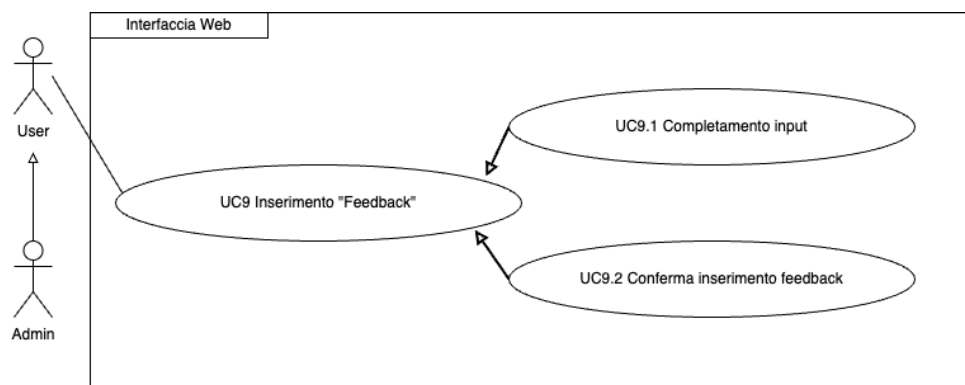 Interfaccia Web
User
UC9.1 Completamento input
UC9 Inserimento "Feedback"
UC9.2 Conferma inserimento feedback
Admin